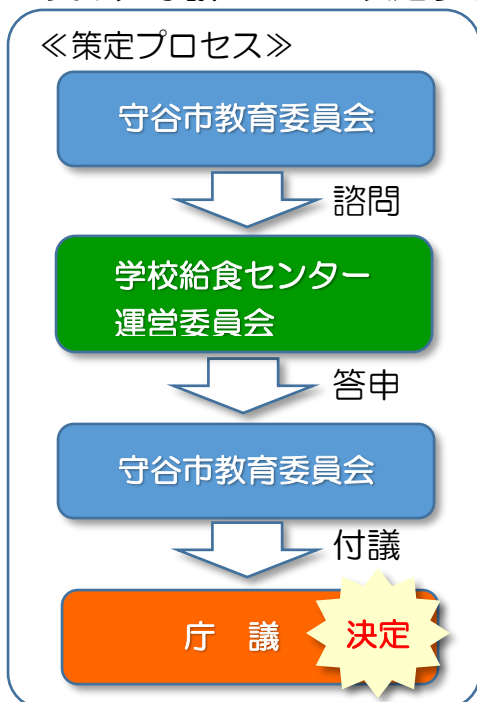 ≪策定プロセス≫
守谷市教育委員会
諮問
学校給食センター
運営委員会
答申
守谷市教育委員会
付議
庁　議
決定